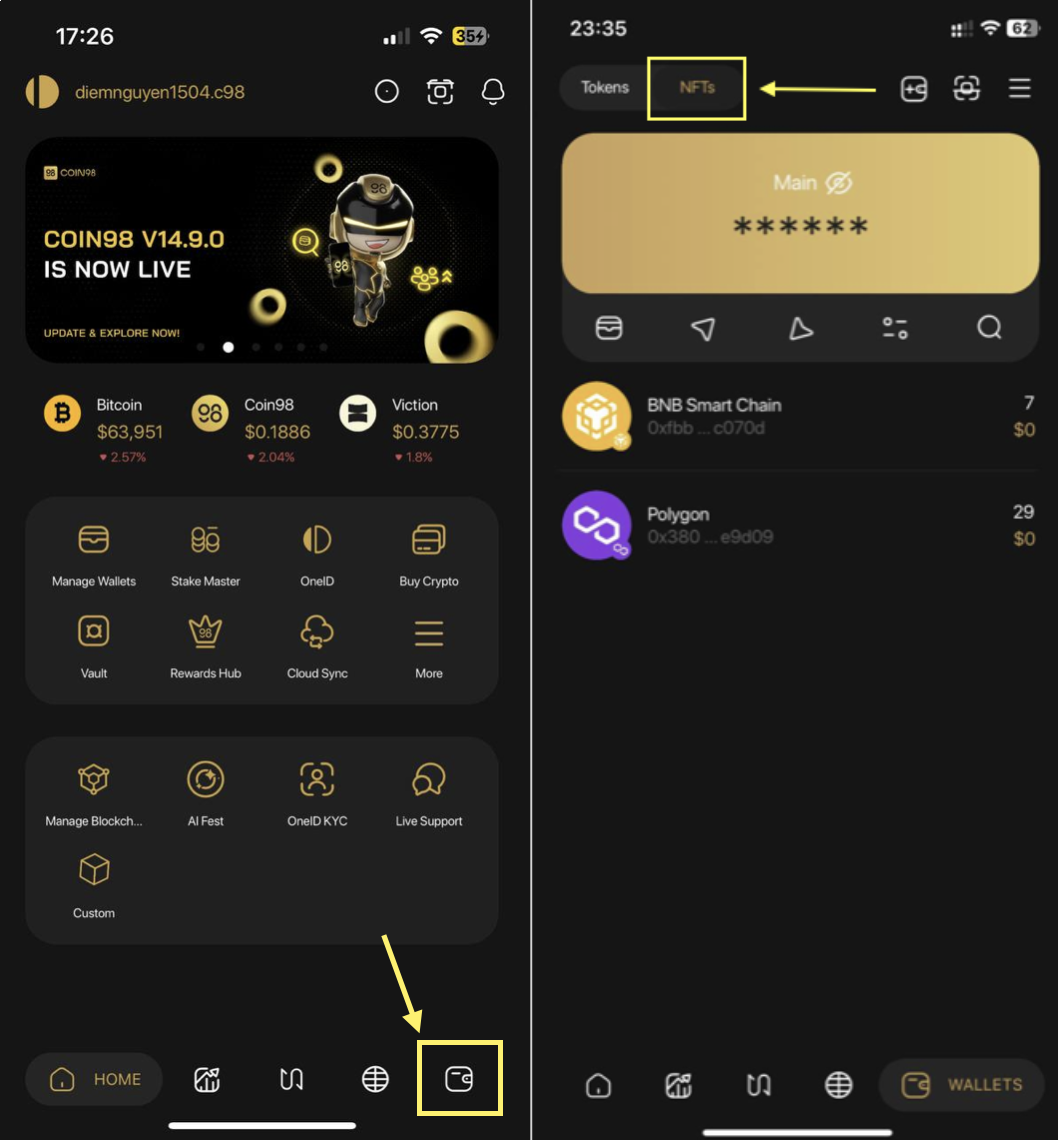 17:26
35
diemnguyen1504.c98
98 COIN98
98
COIN98 V14.9.0
IS NOW LIVE
98
UPDATE & EXPLORE NOW!
Bitcoin
$63,951
2.57%
Coin98
$0.1886
2.04%
Viction
$0.3775
1.8%
Manage Wallets
Stake Master
OneID
Buy Crypto
98
Vault
Rewards Hub
Cloud Sync
More
Manage Blockch...
AI Fest
OneID KYC
Live Support
Custom
HOME
23:35
62
Tokens
NFTs
Main
******
BNB Smart Chain
7
0xfbb ... c070d
$0
Polygon
29
0x380 ... e9d09
$0
WALLETS